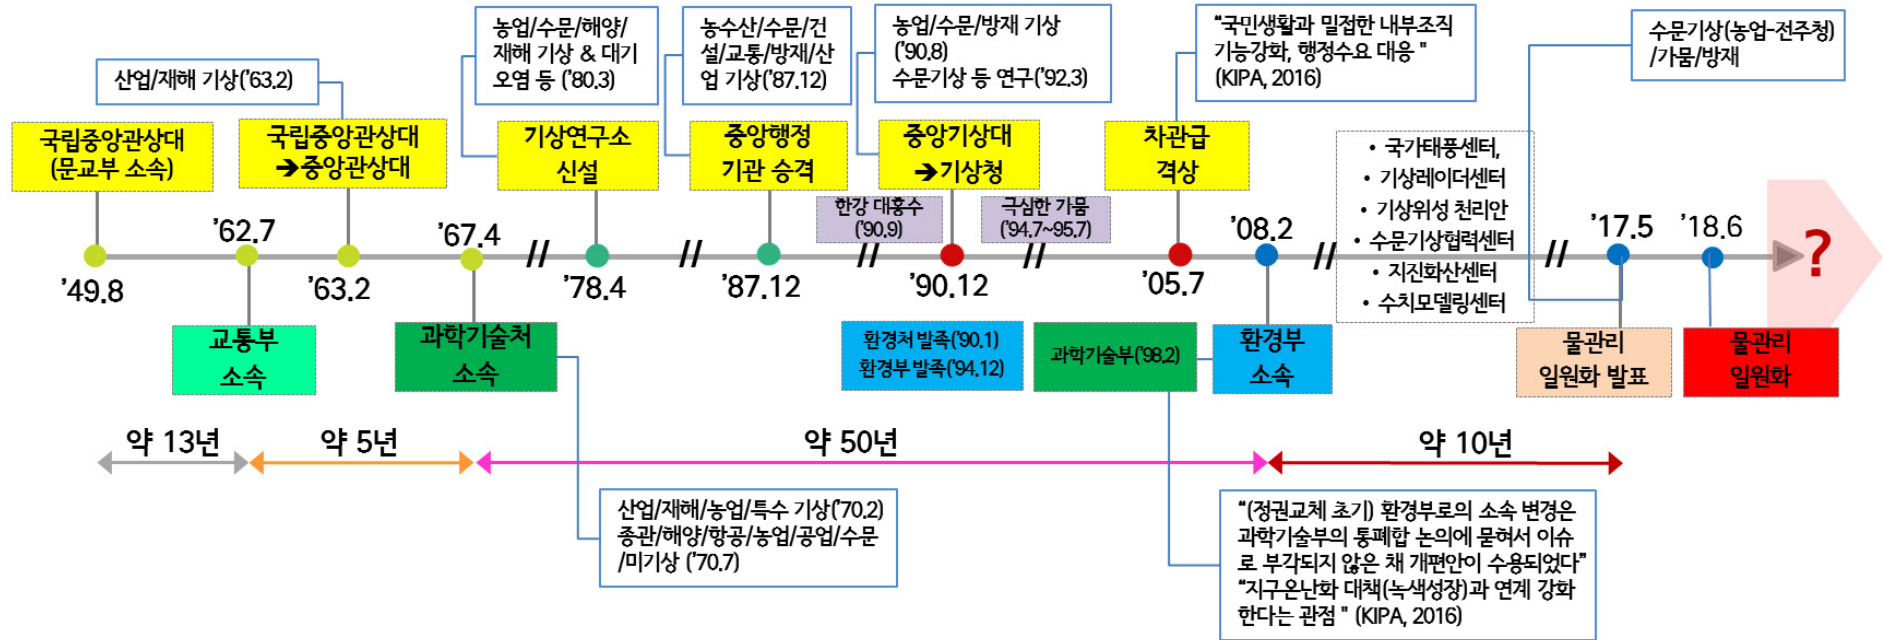 농업/수문/해양/
재해 기상 & 대기
오염 등 ('80.3)
농수산/수문/건
설/교통/방재/산
업 기상('87.12)
농업/수문/방재 기상
('90.8)
수문기상 등 연구('92.3)
"국민생활과 밀접한 내부조직
기능강화, 행정수요 대응 "
(KIPA, 2016)
수문기상(농업-전주청)
/가뭄/방재
산업/재해 기상('63.2)
국립중앙관상대
(문교부 소속)
국립중앙관상대
➔중앙관상대
기상연구소
신설
중앙행정
기관 승격
중앙기상대
➔기상청
차관급
격상
• 국가태풍센터,
• 기상레이더센터
• 기상위성 천리안
• 수문기상협력센터
• 지진화산센터
• 수치모델링센터
한강 대홍수
('90.9)
극심한 가뭄
('94.7~95.7)
'49.8
'62.7
'63.2
'67.4
//
'78.4
//
'87.12
//
'90.12
//
'05.7
'08.2
//
//
'17.5
'18.6
?
교통부
소속
과학기술처
소속
환경처 발족('90.1)
환경부 발족('94.12)
과학기술부('98.2)
환경부
소속
물관리
일원화 발표
물관리
일원화
약 13년
약 5년
약 50년
약 10년
산업/재해/농업/특수 기상('70.2)
종관/해양/항공/농업/공업/수문
/미기상 ('70.7)
"(정권교체 초기) 환경부로의 소속 변경은
과학기술부의 통폐합 논의에 묻혀서 이슈
로 부각되지 않은 채 개편안이 수용되었다"
"지구온난화 대책(녹색성장)과 연계 강화
한다는 관점 " (KIPA, 2016)